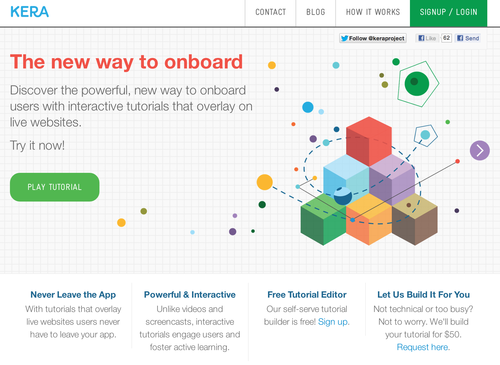 KERA
CONTACT
BLOG
HOW IT WORKS
SIGNUP / LOGIN
Follow @keraproject
Like
62
Send
The new way to onboard
Discover the powerful, new way to onboard
users with interactive tutorials that overlay on
live websites.
Try it now!
PLAY TUTORIAL
Never Leave the App
With tutorials that overlay
live websites users never
have to leave your app.
Powerful & Interactive
Unlike videos and
screencasts, interactive
tutorials engage users and
foster active learning.
Free Tutorial Editor
Our self-serve tutorial
builder is free! Sign up.
Let Us Build It For You
Not technical or too busy?
Not to worry. We'll build
your tutorial for $50.
Request here.